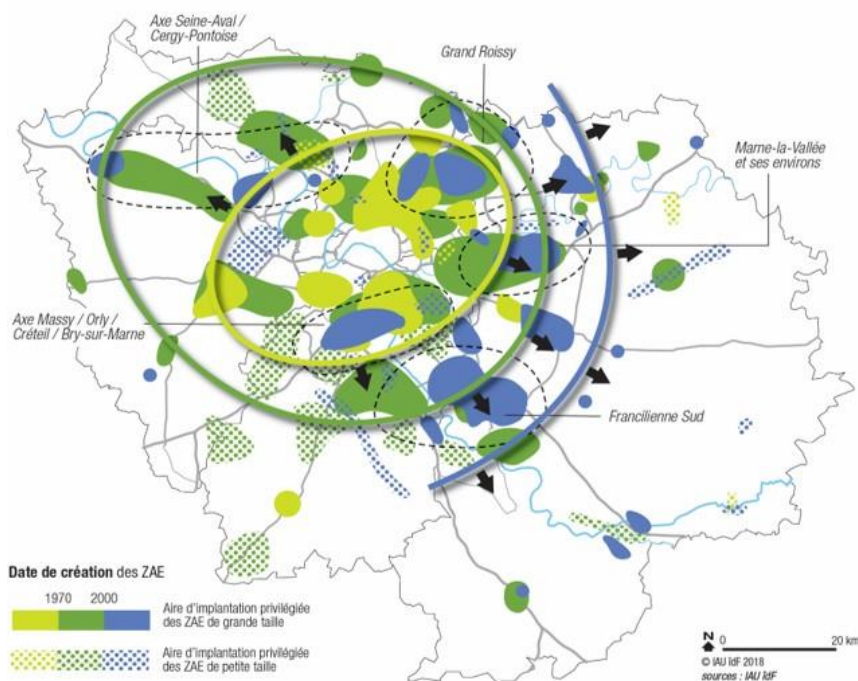 Axe Seine-Aval /
Cergy-Pontoise
Grand Roissy
Marne-la-Vallée
et ses environs
Axe Massy / Orly /
Créteil / Bry-sur-Marne
Francilienne Sud
Date de création des ZAE
1970 2000
Aire d'implantation privilégiée
des ZAE de grande taille
Aire d'implantation privilégiée
des ZAE de petite taille
N
0 20 km
© IAU îdF 2018
sources : IAU îdF